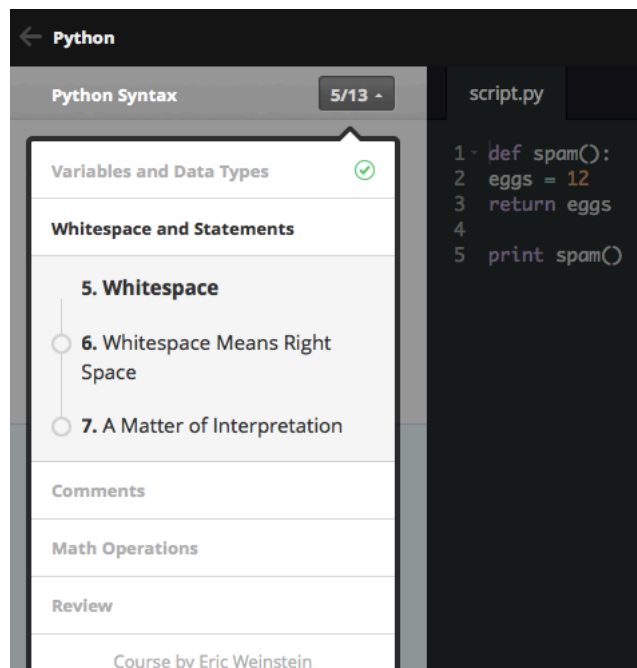 Python
Python Syntax
5/13
Variables and Data Types
Whitespace and Statements
5. Whitespace
6. Whitespace Means Right
Space
7. A Matter of Interpretation
Comments
Math Operations
Review
Course by Eric Weinstein
script.py
1 def spam():
2 eggs = 12
3 return eggs
4
5 print spam()